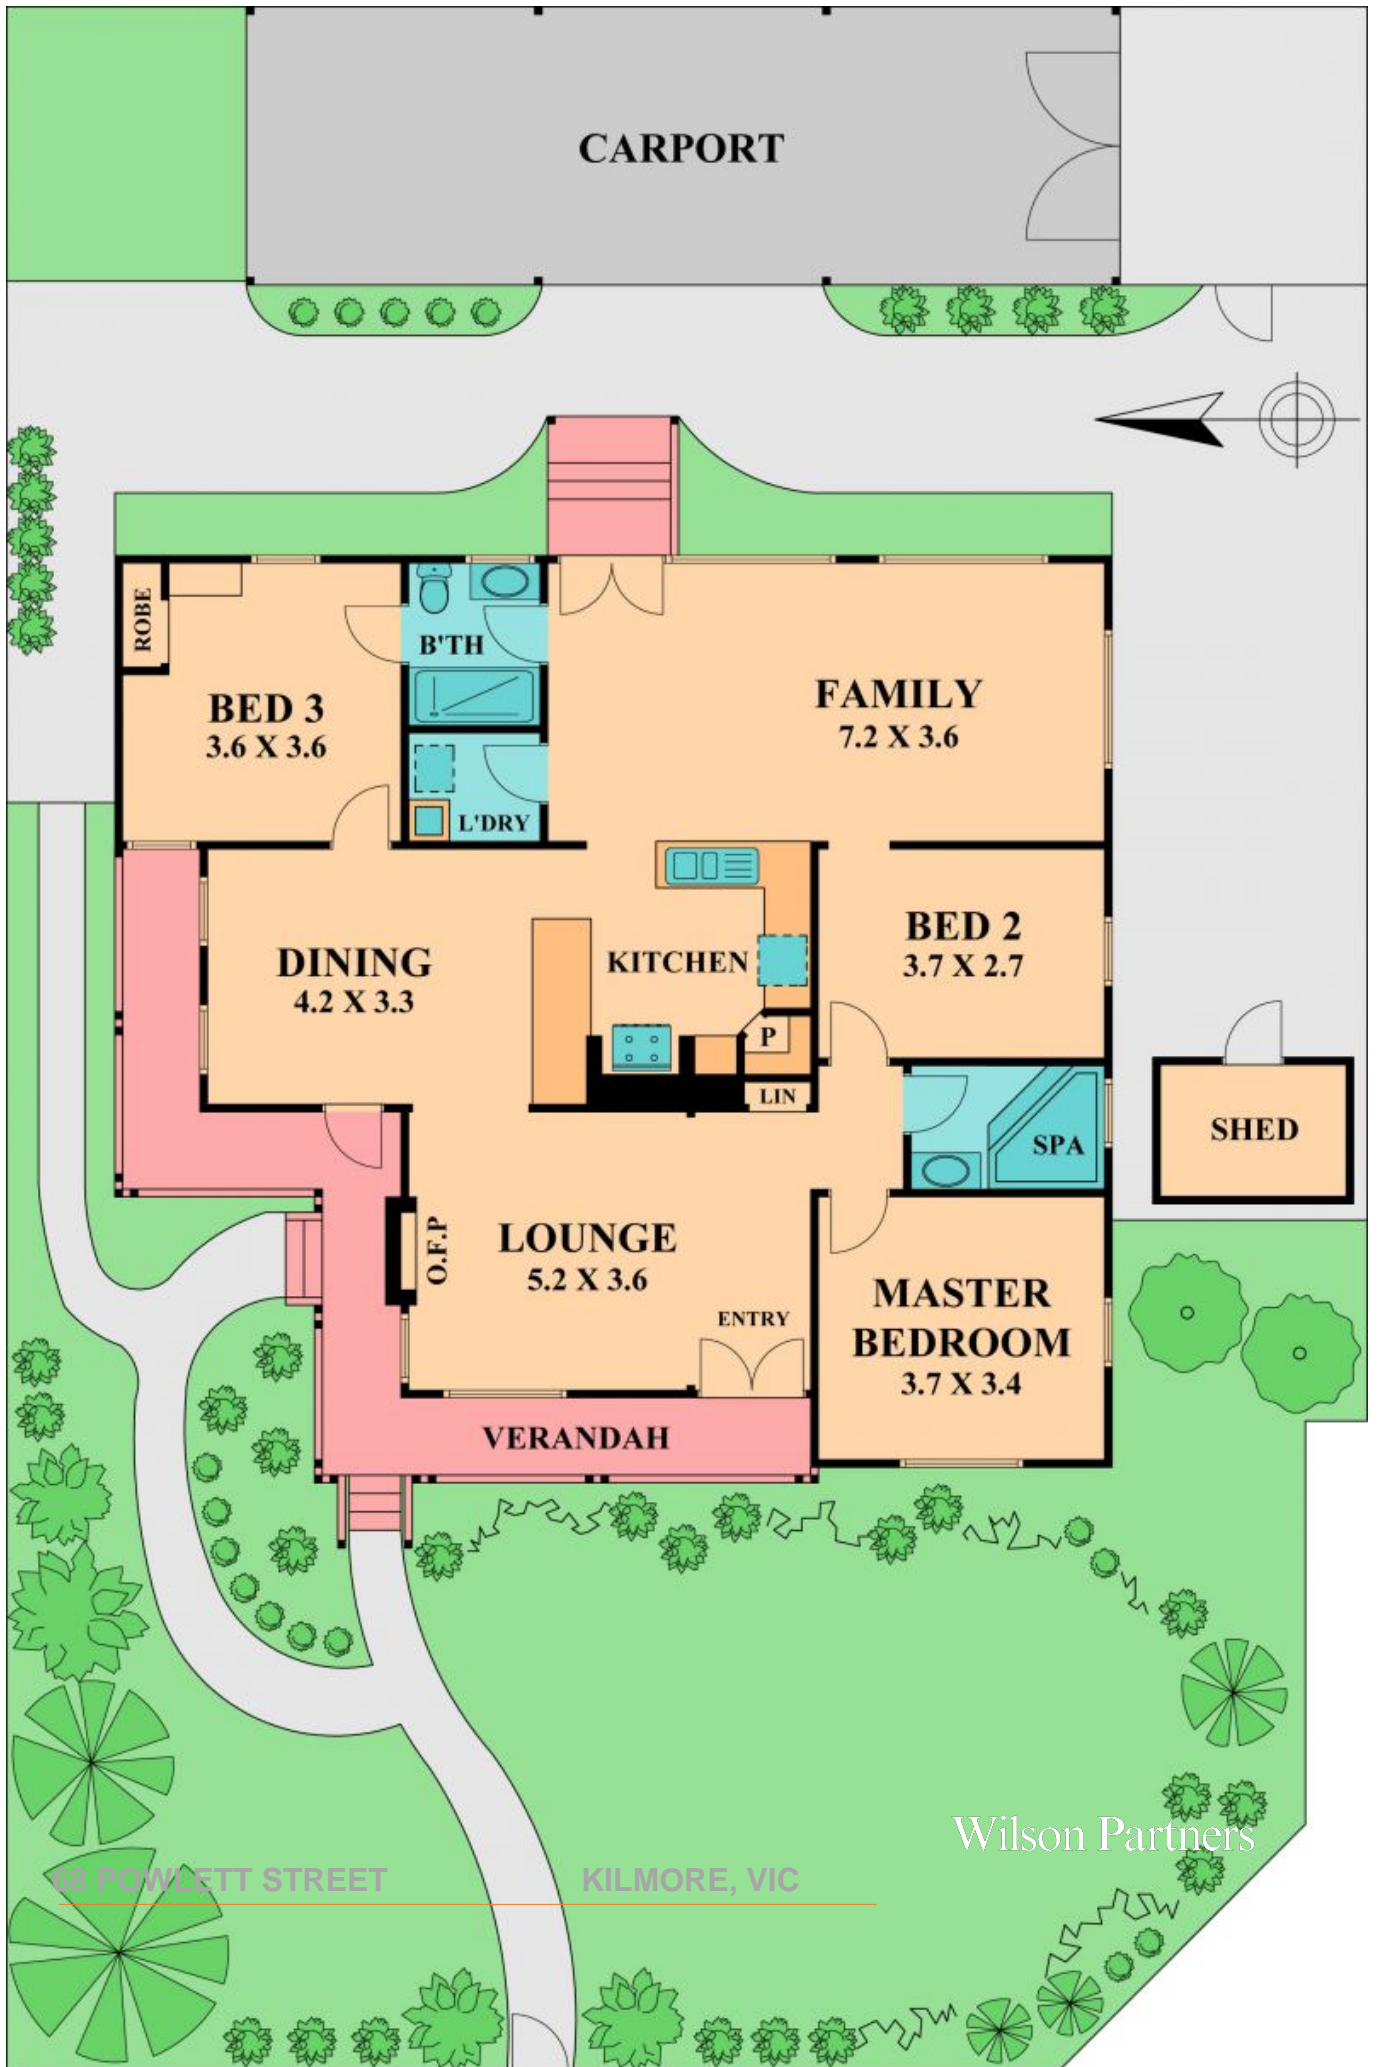 CARPORT
ROBE
B'TH
BED 3
3.6 X 3.6
FAMILY
7.2 X 3.6
L'DRY
DINING
4.2 X 3.3
KITCHEN
BED 2
3.7 X 2.7
P
LIN
SPA
SHED
O.F.P
LOUNGE
5.2 X 3.6
ENTRY
MASTER
BEDROOM
3.7 X 3.4
VERANDAH
Wilson Partners
68 POWLETT STREET KILMORE, VIC